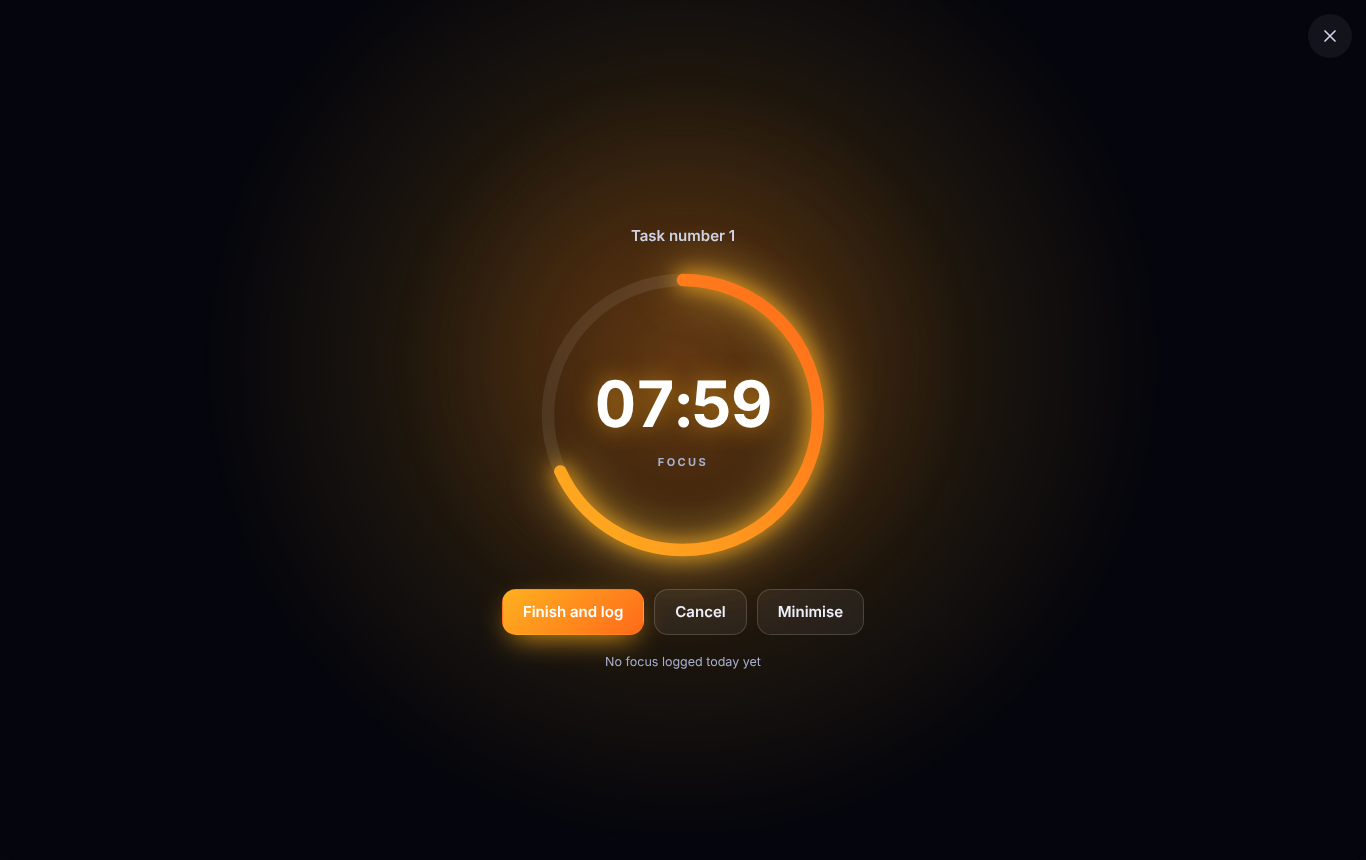 Task number 1
07:59
FOCUS
Finish and log
Cancel
Minimise
No focus logged today yet